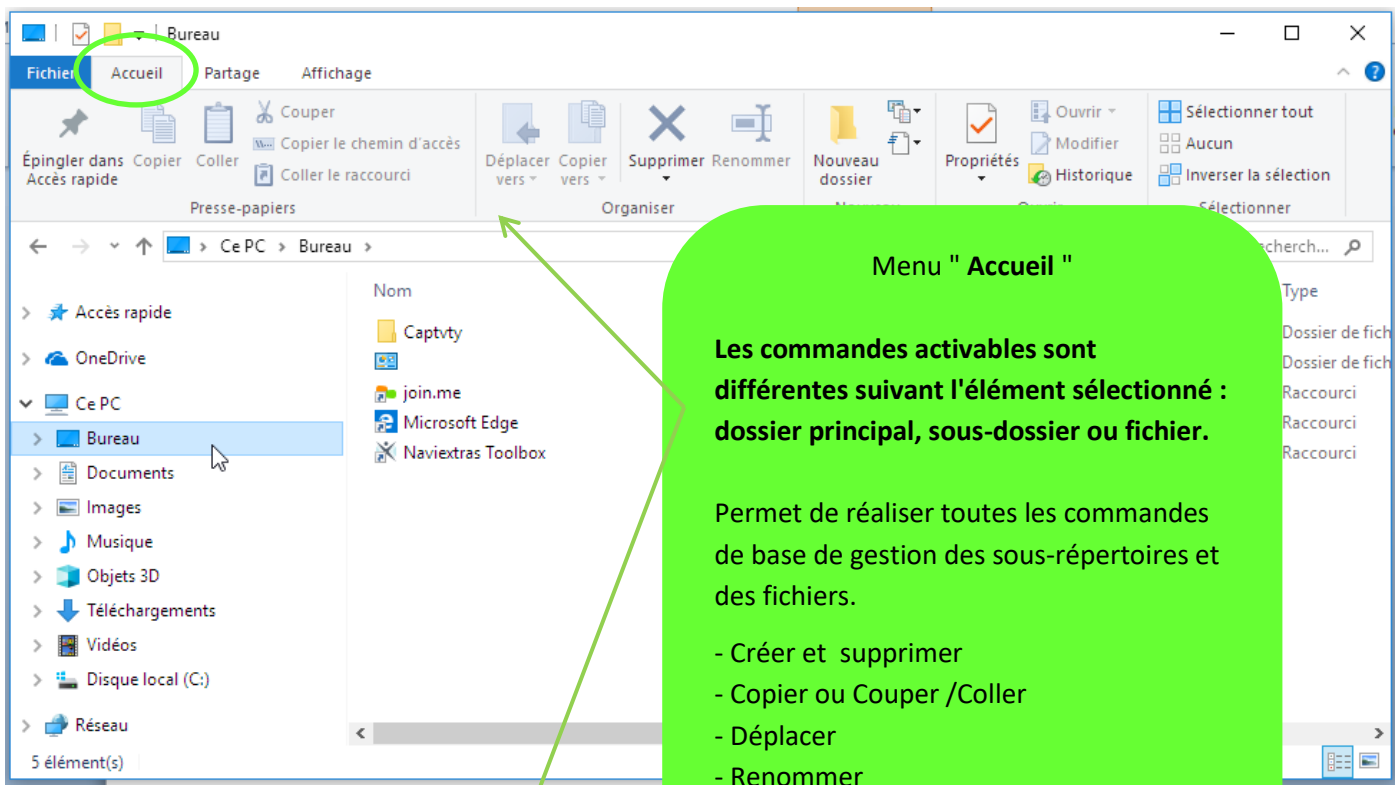 Bureau
Fichier Accueil Partage Affichage
Épingler dans Accès rapide
Copier
Coller
Couper
Copier le chemin d'accès
Coller le raccourci
Presse-papiers
Déplacer vers
Copier vers
Supprimer
Renommer
Organiser
Nouveau dossier
Propriétés
Ouvrir
Modifier
Historique
Sélectionner tout
Aucun
Inverser la sélection
Sélectionner
Ce PC > Bureau >
Nom
Type
Accès rapide
OneDrive
Ce PC
Bureau
Documents
Images
Musique
Objets 3D
Téléchargements
Vidéos
Disque local (C:)
Réseau
5 élément(s)
Captvty
Dossier de fich
Dossier de fich
join.me
Raccourci
Microsoft Edge
Raccourci
Naviextras Toolbox
Raccourci
Menu " Accueil "
Les commandes activables sont
différentes suivant l'élément sélectionné :
dossier principal, sous-dossier ou fichier.
Permet de réaliser toutes les commandes
de base de gestion des sous-répertoires et
des fichiers.
- Créer et supprimer
- Copier ou Couper /Coller
- Déplacer
- Renommer